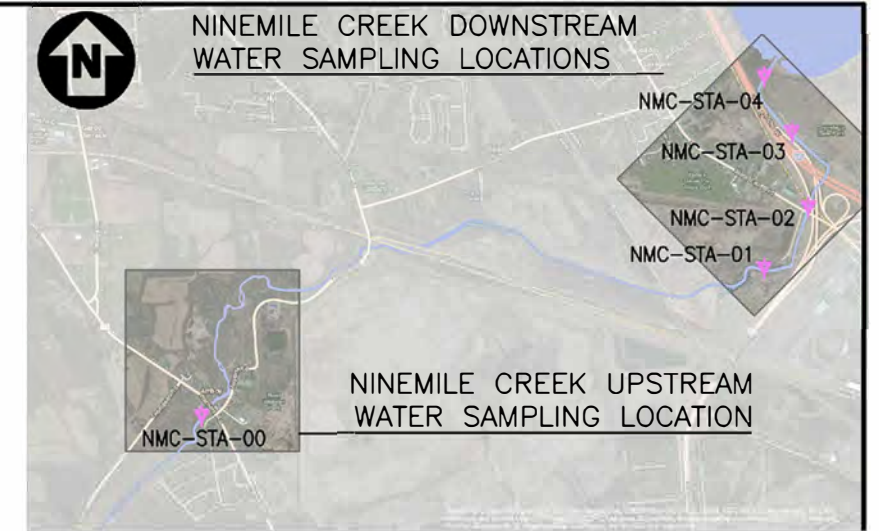 N
NINEMILE CREEK DOWNSTREAM
WATER SAMPLING LOCATIONS
NMC-STA-04
NMC-STA-03
NMC-STA-02
NMC-STA-01
NINEMILE CREEK UPSTREAM
WATER SAMPLING LOCATION
NMC-STA-00